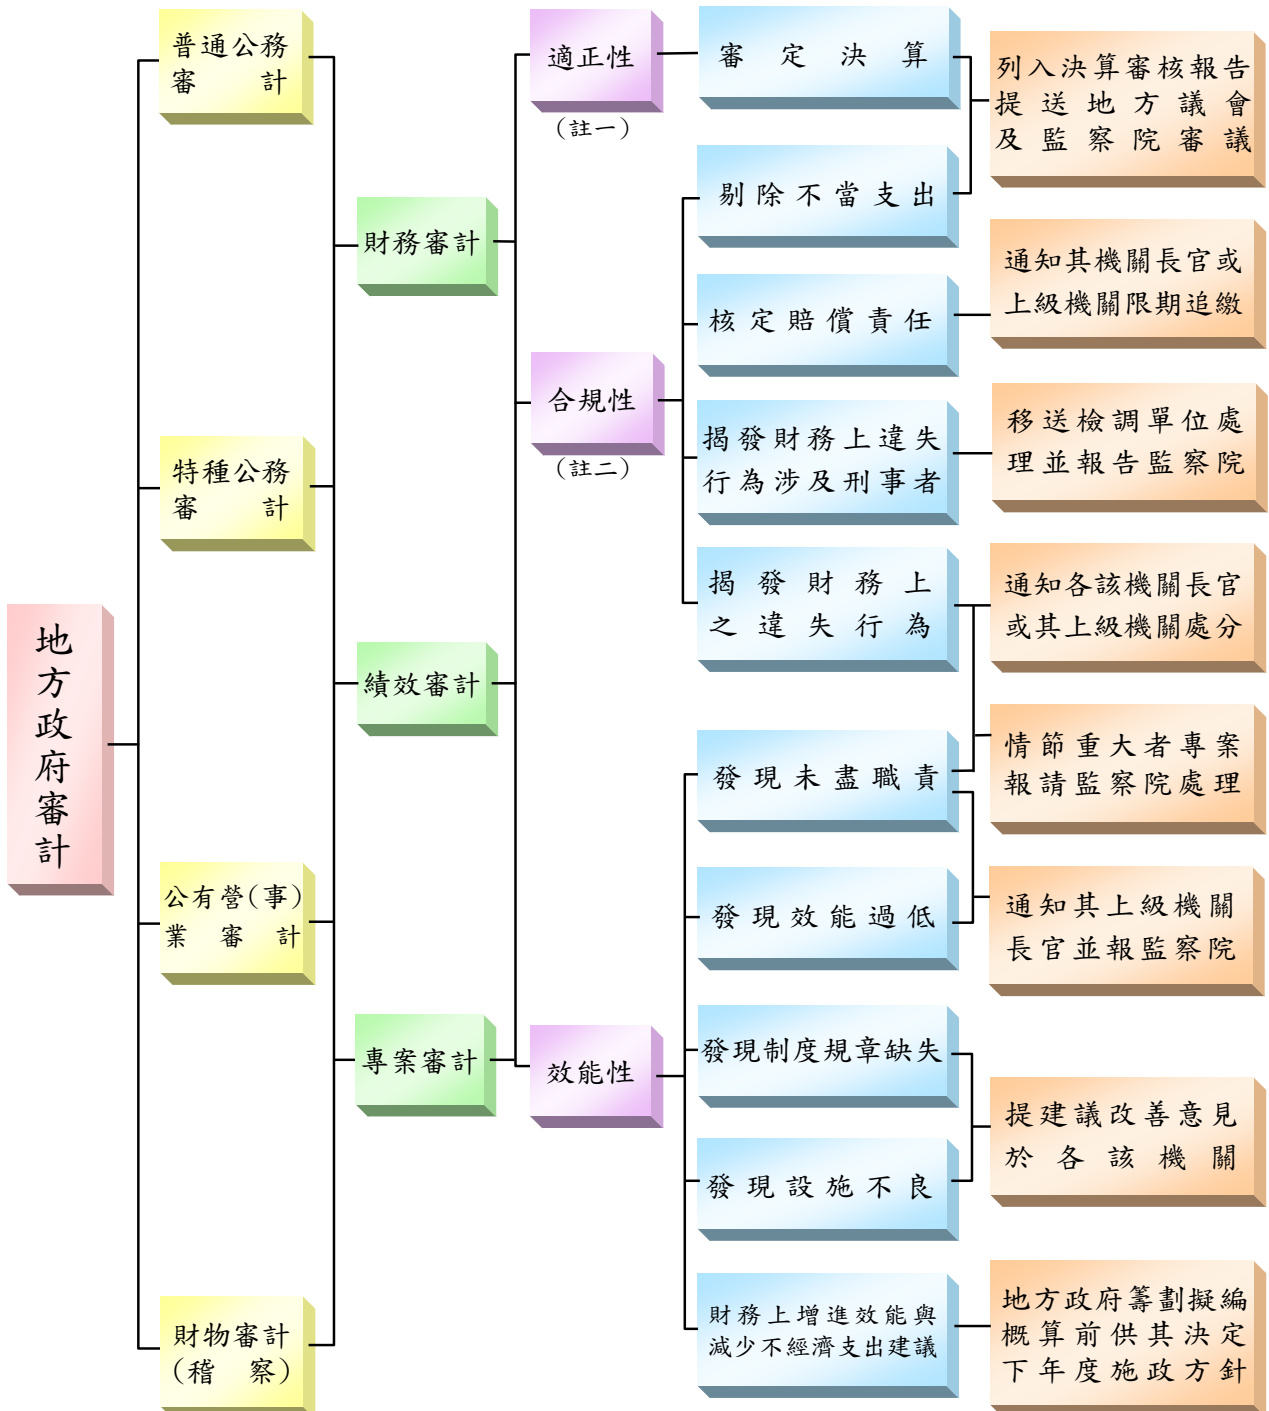 地方政府審計
普通公務
審計
特種公務
審計
公有營(事)
業審計
財物審計
(稽察)
財務審計
績效審計
專案審計
適正性
(註一)
合規性
(註二)
效能性
審定決算
剔除不當支出
核定賠償責任
揭發財務上違失
行為涉及刑事者
揭發財務上
之違失行為
發現未盡職責
發現效能過低
發現制度規章缺失
發現設施不良
財務上增進效能與
減少不經濟支出建議
列入決算審核報告
提送地方議會
及監察院審議
通知其機關長官或
上級機關限期追繳
移送檢調單位處
理並報告監察院
通知各該機關長官
或其上級機關處分
情節重大者專案
報請監察院處理
通知其上級機關
長官並報監察院
提建議改善意見
於各該機關
地方政府籌劃擬編
概算前供其決定
下年度施政方針